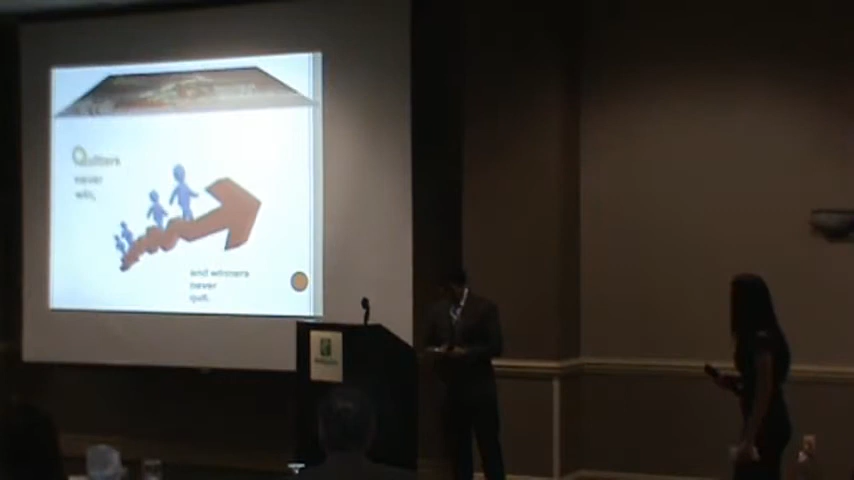 Quitters
never
win,
and winners
never
quit.